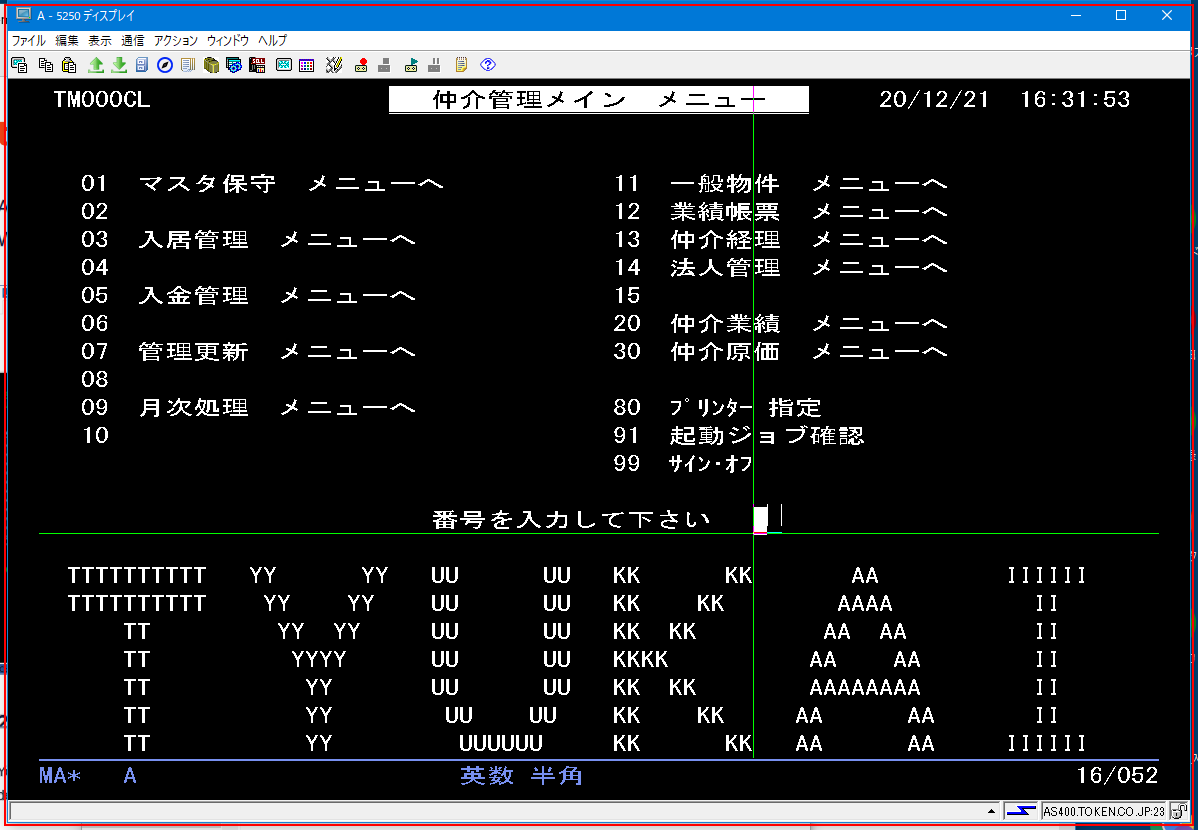 A - 5250 ディスプレイ
ファイル 編集 表示 通信 アクション ウィンドウ ヘルプ
TM000CL 仲介管理メイン メニュー 20/12/21 16:31:53
01 マスタ保守 メニューへ 11 一般物件 メニューへ
02 12 業績帳票 メニューへ
03 入居管理 メニューへ 13 仲介経理 メニューへ
04 14 法人管理 メニューへ
05 入金管理 メニューへ 15
06 20 仲介業績 メニューへ
07 管理更新 メニューへ 30 仲介原価 メニューへ
08
09 月次処理 メニューへ 80 プリンター 指定
10 91 起動ジョブ確認
99 サイン・オフ
番号を入力して下さい
TTTTTTTTTT YY YY UU UU KK KK AA IIIIII
TTTTTTTTTT YY YY UU UU KK KK AAAA II
TT YY YY UU UU KK KK AA AA II
TT YYYY UU UU KKKK AA AA II
TT YY UU UU KK KK AAAAAAAA II
TT YY UU UU KK KK AA AA II
TT YY UUUUUU KK KK AA AA IIIIII
MA* A 英数 半角 16/052
AS400.TOKEN.CO.JP:23